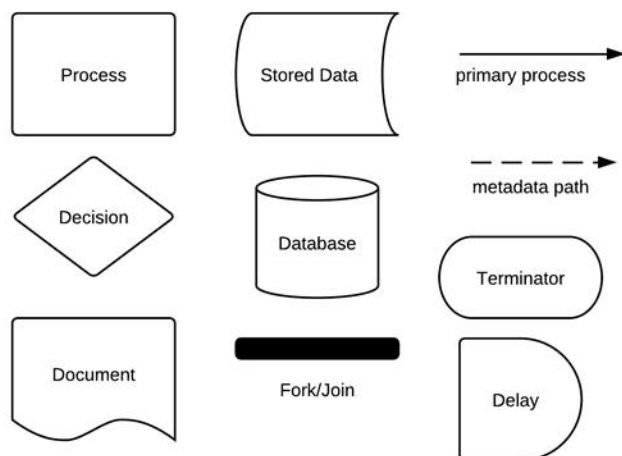 Process
Stored Data
primary process
Decision
Database
metadata path
Terminator
Document
Fork/Join
Delay